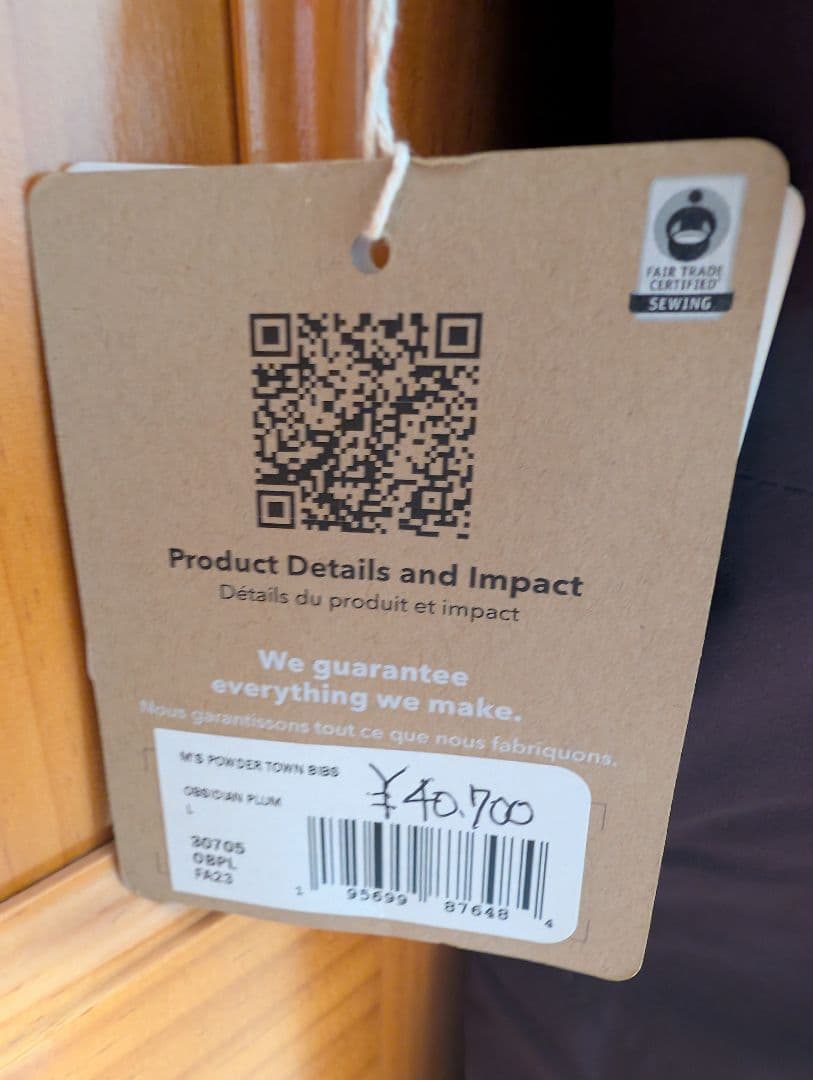 FAIR TRADE
CERTIFIED
SEWING
Product Details and Impact
Détails du produit et impact
We guarantee
everything we make.
Nous garantissons tout ce que nous fabriquons.
M'S POWDER TOWN BIBS
¥40.700
OBSIDIAN PLUM
L
30705
OBPL
FA23
1 95699 87648 4